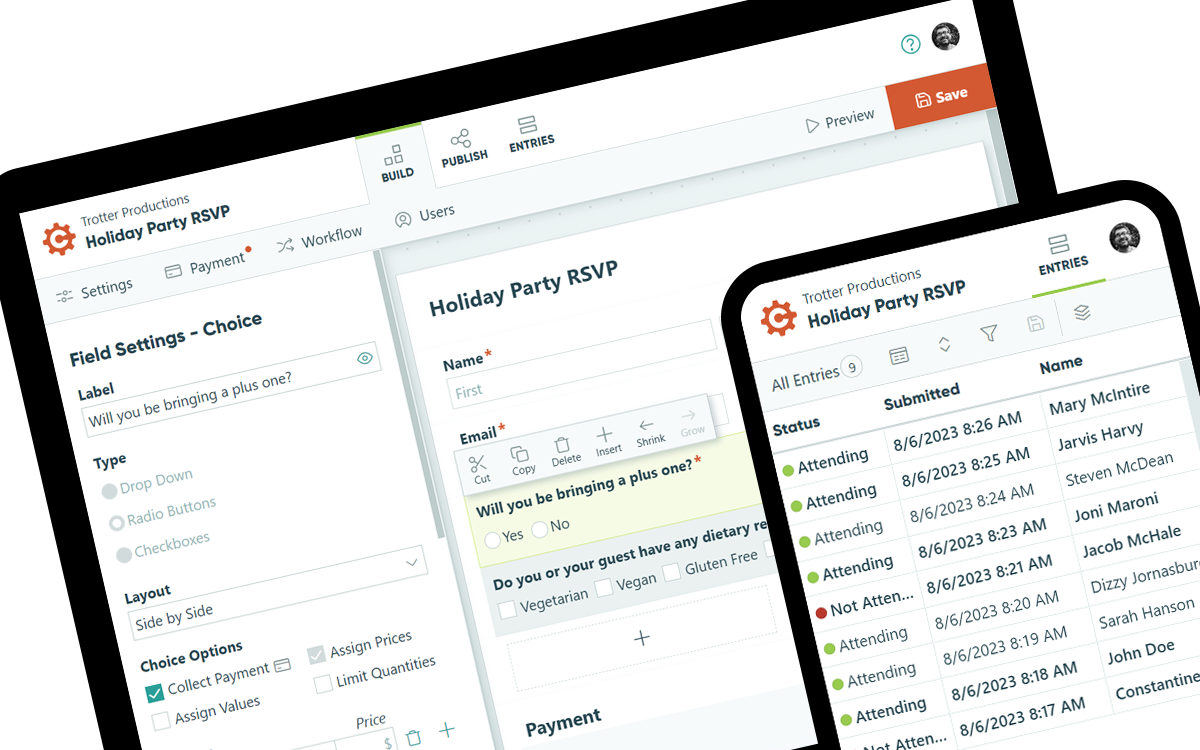 Trotter Productions
Holiday Party RSVP
BUILD
PUBLISH
ENTRIES
Preview
Save
Settings
Payment
Workflow
Users
Field Settings - Choice
Label
Will you be bringing a plus one?
Type
Drop Down
Radio Buttons
Checkboxes
Layout
Side by Side
Choice Options
Collect Payment
Assign Prices
Assign Values
Limit Quantities
Price
$
Holiday Party RSVP
Name*
First
Email*
Cut
Copy
Delete
Insert
Shrink
Grow
Will you be bringing a plus one?*
Yes
No
Do you or your guest have any dietary re
Vegetarian
Vegan
Gluten Free
Payment
Trotter Productions
Holiday Party RSVP
ENTRIES
All Entries 9
Status Submitted Name
Attending 8/6/2023 8:26 AM Mary McIntire
Attending 8/6/2023 8:25 AM Jarvis Harvy
Attending 8/6/2023 8:24 AM Steven McDean
Attending 8/6/2023 8:23 AM Joni Maroni
Not Atten... 8/6/2023 8:21 AM Jacob McHale
Attending 8/6/2023 8:20 AM Dizzy Jornasbur
Attending 8/6/2023 8:19 AM Sarah Hanson
Attending 8/6/2023 8:18 AM John Doe
Not Atten... 8/6/2023 8:17 AM Constantine